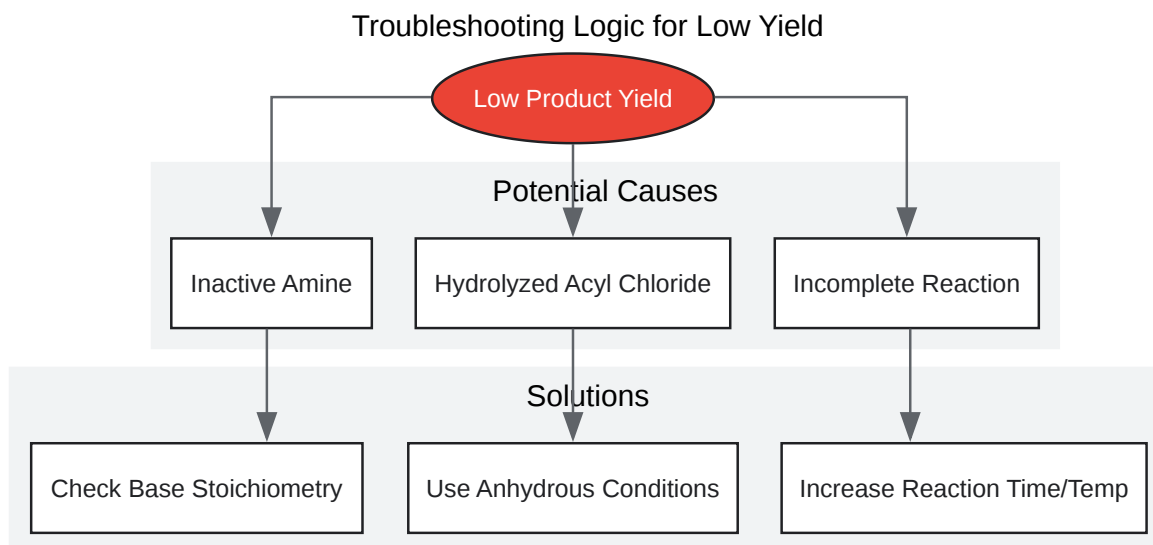 Troubleshooting Logic for Low Yield
Low Product Yield
Potential Causes
Inactive Amine
Hydrolyzed Acyl Chloride
Incomplete Reaction
Solutions
Check Base Stoichiometry
Use Anhydrous Conditions
Increase Reaction Time/Temp